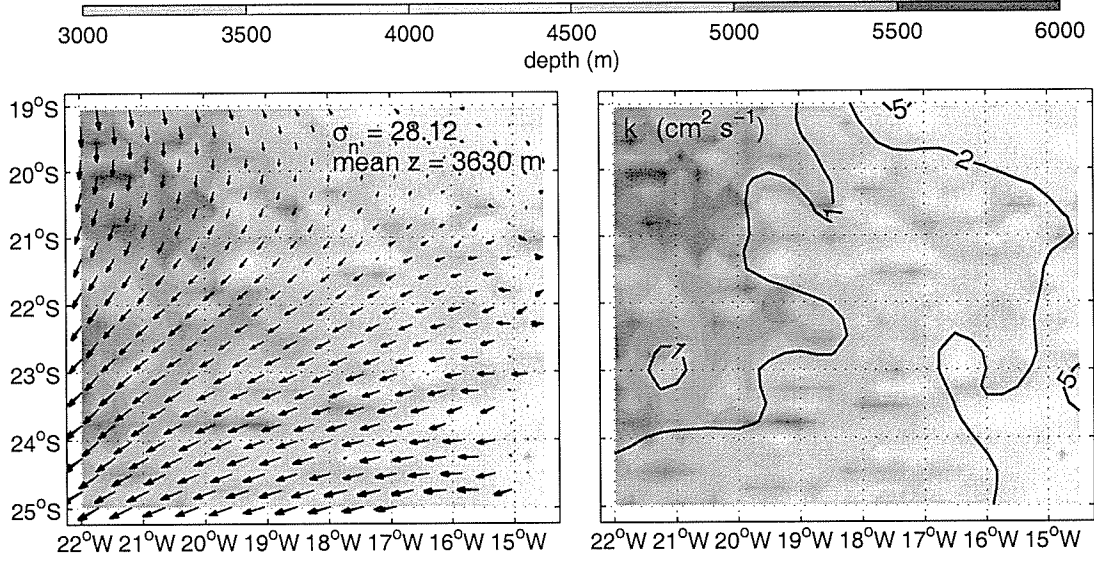 3000 3500 4000 4500 5000 5500 6000
depth (m)
19°S
20°S
21°S
22°S
23°S
24°S
25°S
σn = 28.12
mean z = 3630 m
22°W 21°W 20°W 19°W 18°W 17°W 16°W 15°W
k (cm² s⁻¹)
5
2
1
1
5
22°W 21°W 20°W 19°W 18°W 17°W 16°W 15°W